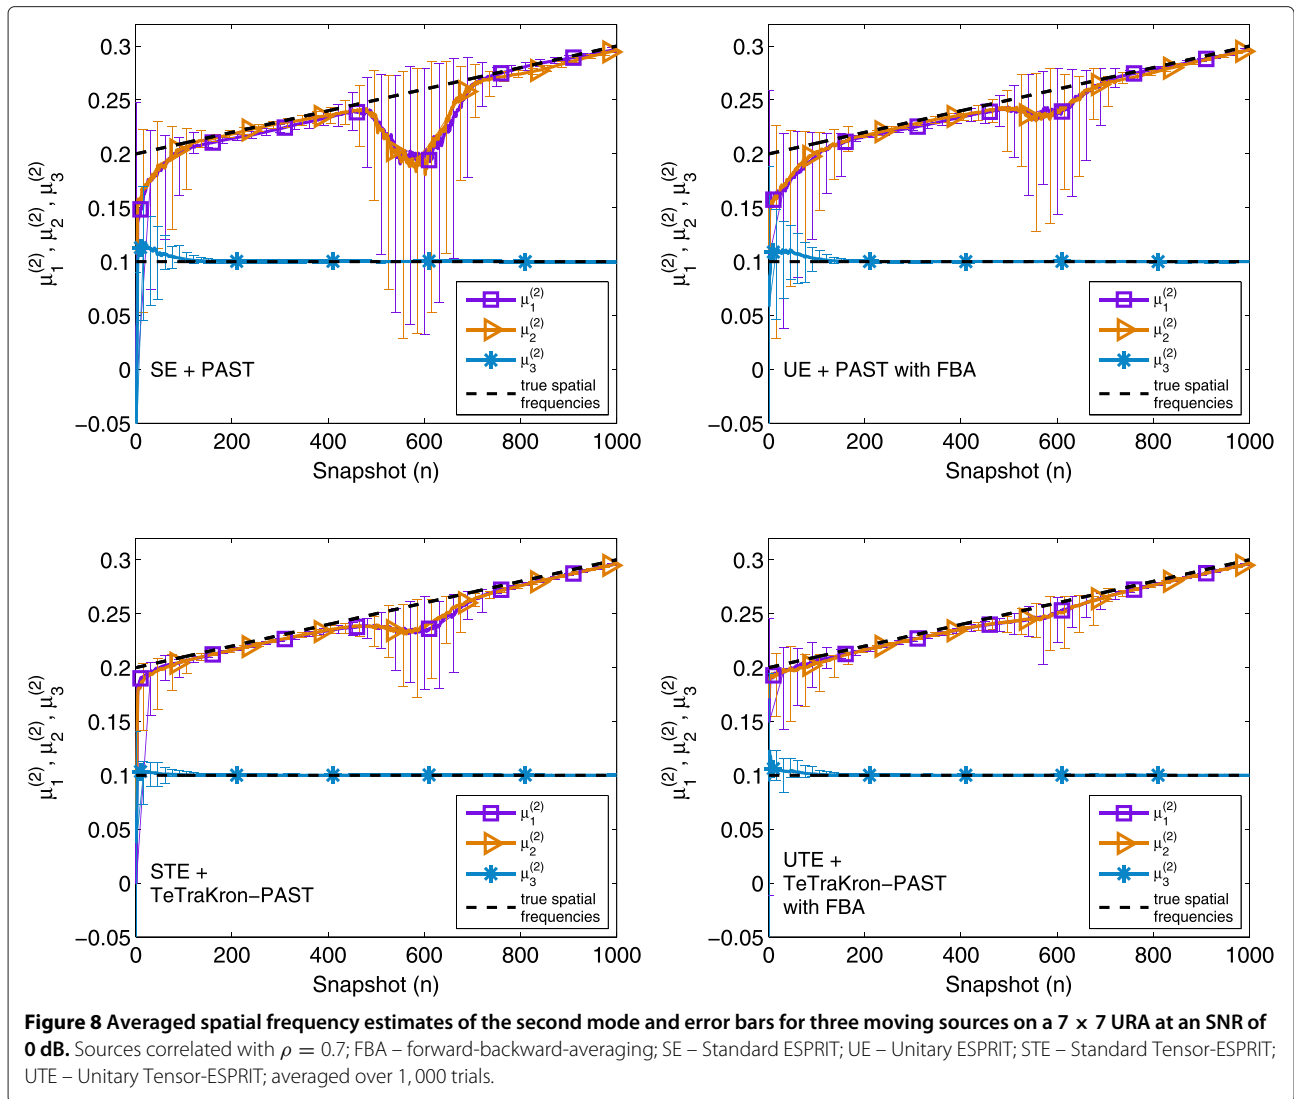 0.3
0.25
0.2
0.15
0.1
0.05
0
−0.05
μ₁⁽²⁾, μ₂⁽²⁾, μ₃⁽²⁾
SE + PAST
μ₁⁽²⁾
μ₂⁽²⁾
μ₃⁽²⁾
true spatial
frequencies
0 200 400 600 800 1000
Snapshot (n)
0.3
0.25
0.2
0.15
0.1
0.05
0
−0.05
μ₁⁽²⁾, μ₂⁽²⁾, μ₃⁽²⁾
UE + PAST with FBA
μ₁⁽²⁾
μ₂⁽²⁾
μ₃⁽²⁾
true spatial
frequencies
0 200 400 600 800 1000
Snapshot (n)
0.3
0.25
0.2
0.15
0.1
0.05
0
−0.05
μ₁⁽²⁾, μ₂⁽²⁾, μ₃⁽²⁾
STE +
TeTraKron−PAST
μ₁⁽²⁾
μ₂⁽²⁾
μ₃⁽²⁾
true spatial
frequencies
0 200 400 600 800 1000
Snapshot (n)
0.3
0.25
0.2
0.15
0.1
0.05
0
−0.05
μ₁⁽²⁾, μ₂⁽²⁾, μ₃⁽²⁾
UTE +
TeTraKron−PAST
with FBA
μ₁⁽²⁾
μ₂⁽²⁾
μ₃⁽²⁾
true spatial
frequencies
0 200 400 600 800 1000
Snapshot (n)
Figure 8 Averaged spatial frequency estimates of the second mode and error bars for three moving sources on a 7 × 7 URA at an SNR of
0 dB. Sources correlated with ρ = 0.7; FBA – forward-backward-averaging; SE – Standard ESPRIT; UE – Unitary ESPRIT; STE – Standard Tensor-ESPRIT;
UTE – Unitary Tensor-ESPRIT; averaged over 1, 000 trials.